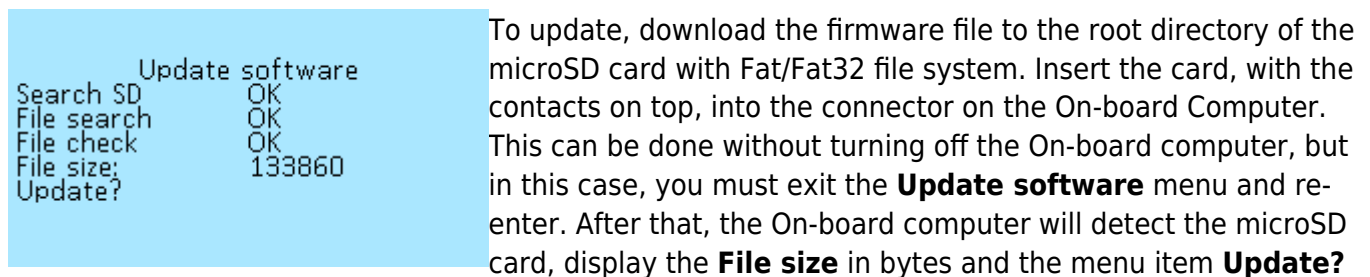 Update software
Search SD OK
File search OK
File check OK
File size: 133860
Update?
To update, download the firmware file to the root directory of the
microSD card with Fat/Fat32 file system. Insert the card, with the
contacts on top, into the connector on the On-board Computer.
This can be done without turning off the On-board computer, but
in this case, you must exit the Update software menu and re-
enter. After that, the On-board computer will detect the microSD
card, display the File size in bytes and the menu item Update?